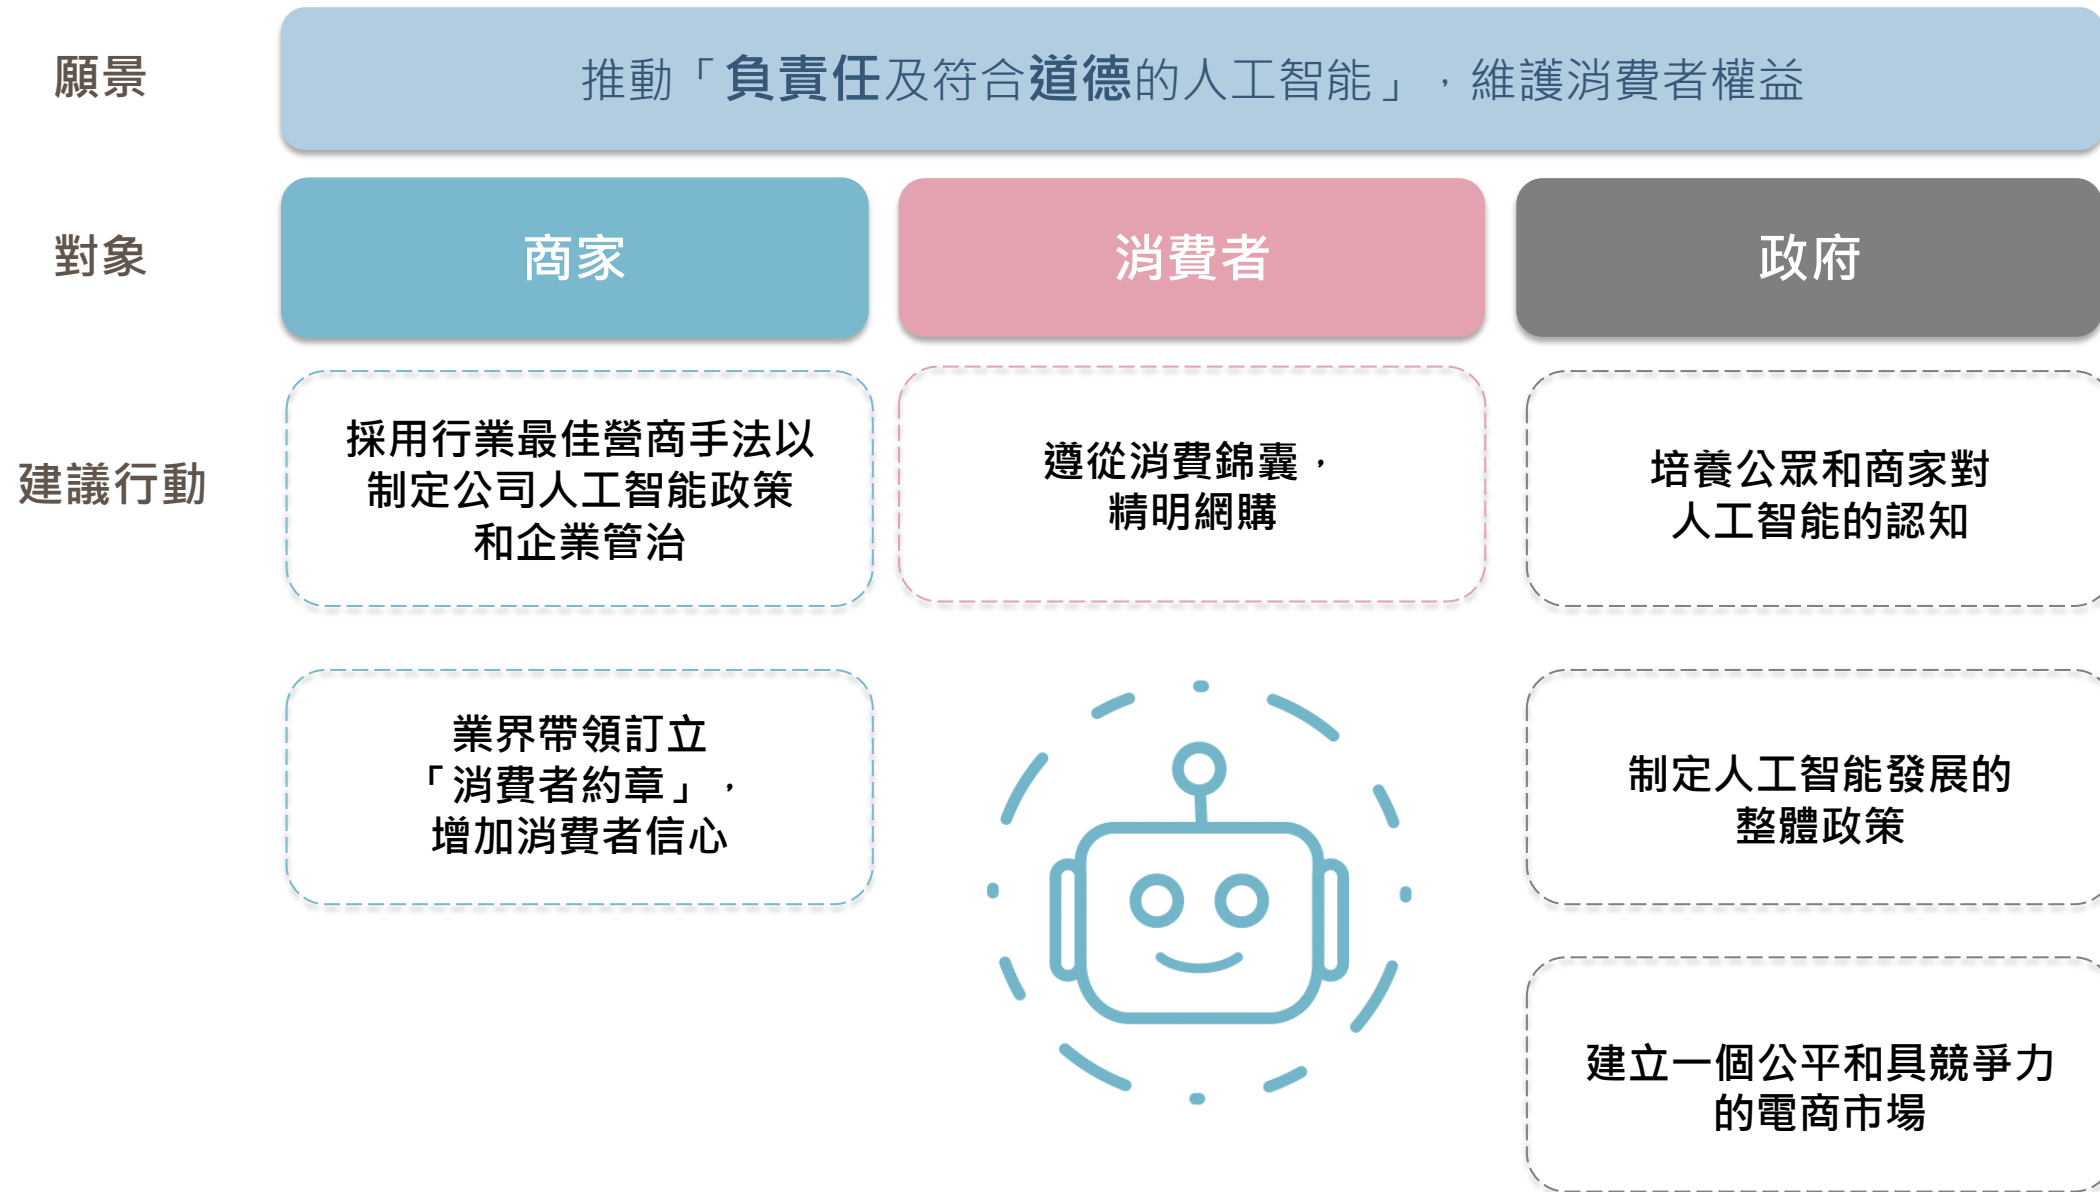 願景
推動「負責任及符合道德的人工智能」，維護消費者權益
對象
商家
消費者
政府
建議行動
採用行業最佳營商手法以
制定公司人工智能政策
和企業管治
遵從消費錦囊，
精明網購
培養公眾和商家對
人工智能的認知
業界帶領訂立
「消費者約章」，
增加消費者信心
制定人工智能發展的
整體政策
建立一個公平和具競爭力
的電商市場